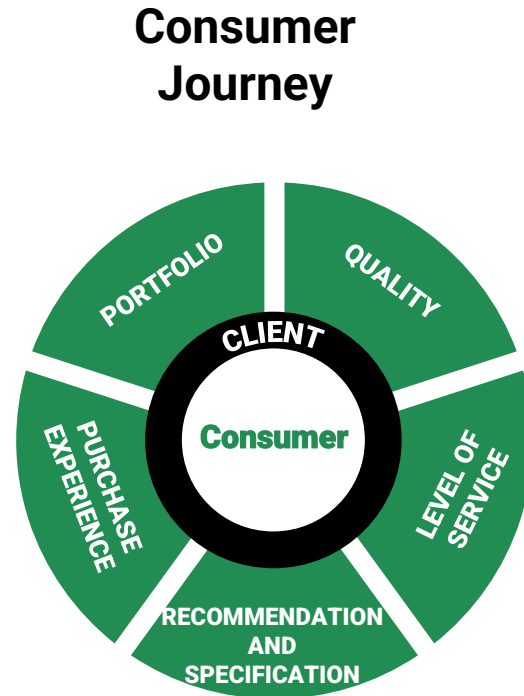 Consumer
Journey
PORTFOLIO
QUALITY
CLIENT
Consumer
PURCHASE
EXPERIENCE
LEVEL OF
SERVICE
RECOMMENDATION
AND
SPECIFICATION